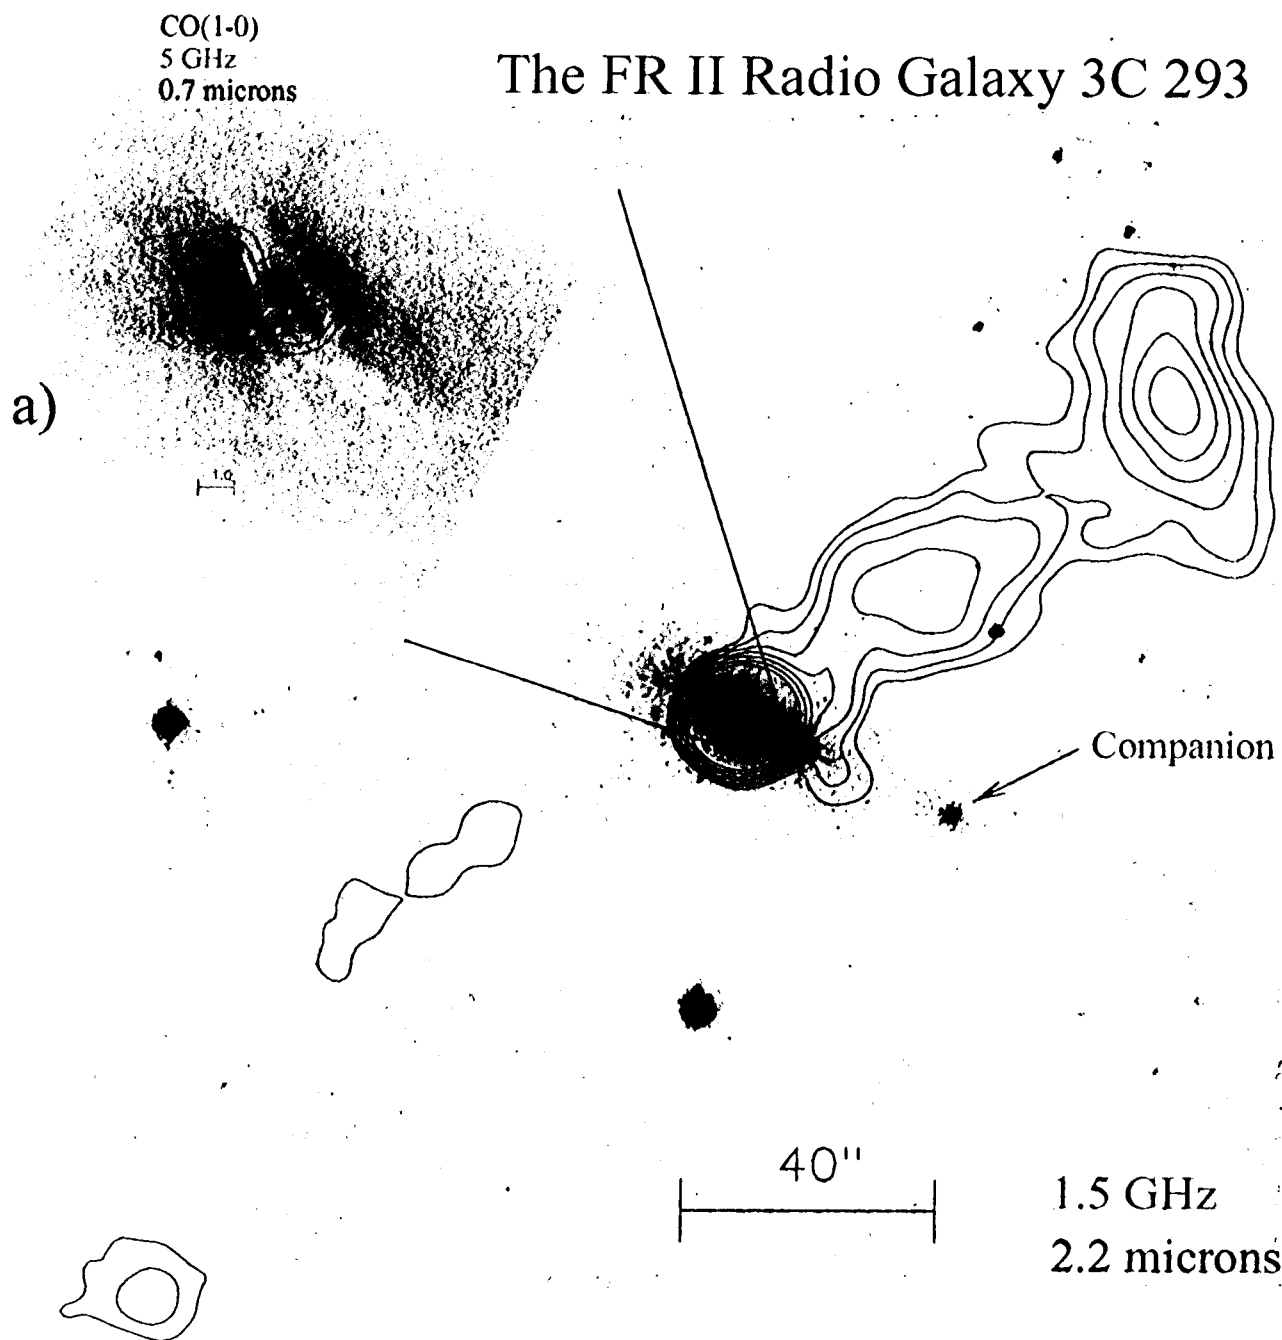 CO(1-0)
5 GHz
0.7 microns
The FR II Radio Galaxy 3C 293
a)
Companion
40"
1.5 GHz
2.2 microns